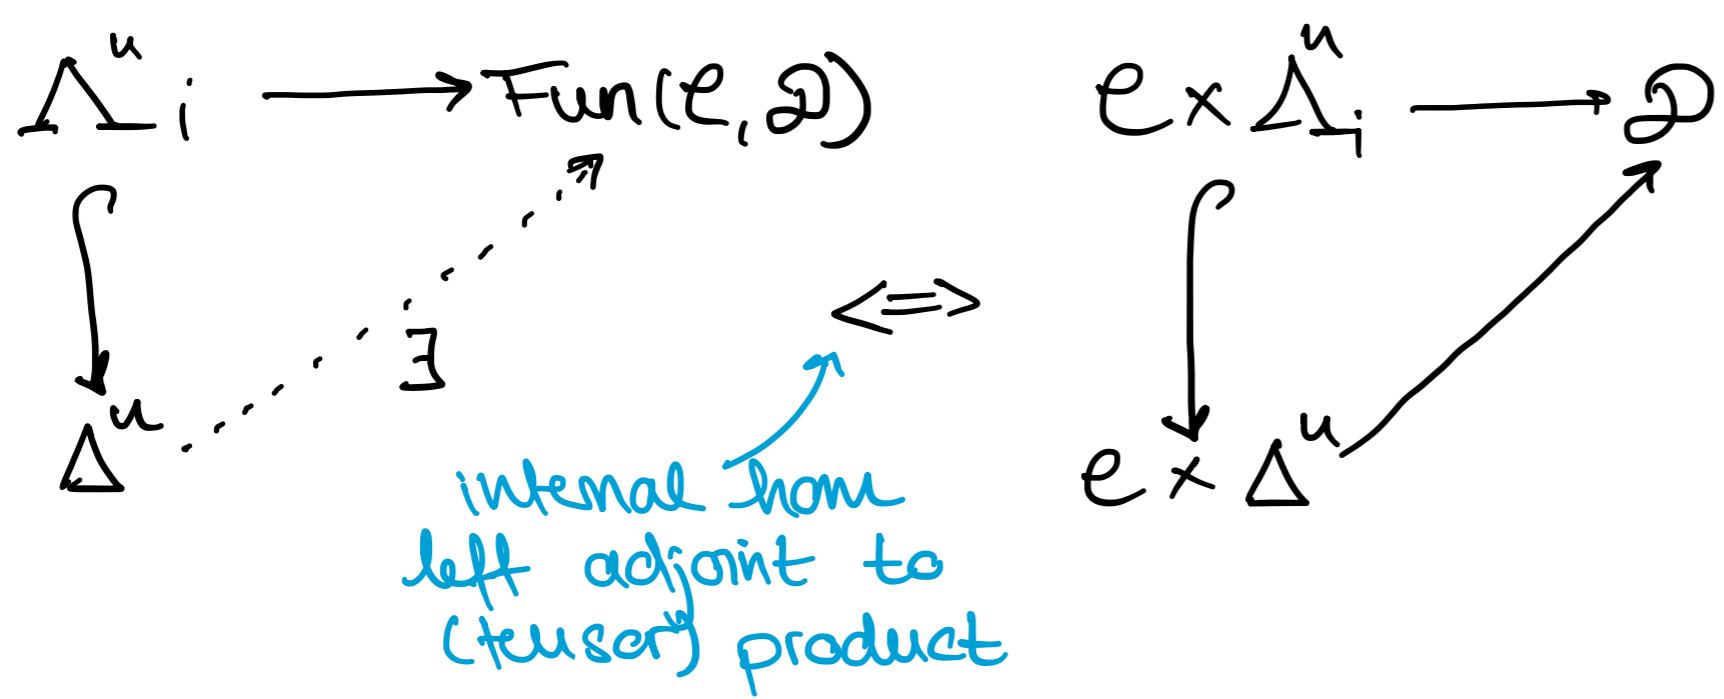 Λⁿᵢ → Fun(C, D)
C × Λⁿᵢ → D
∃
<=>
Δⁿ
C × Δⁿ
internal hom
left adjoint to
("tensor") product